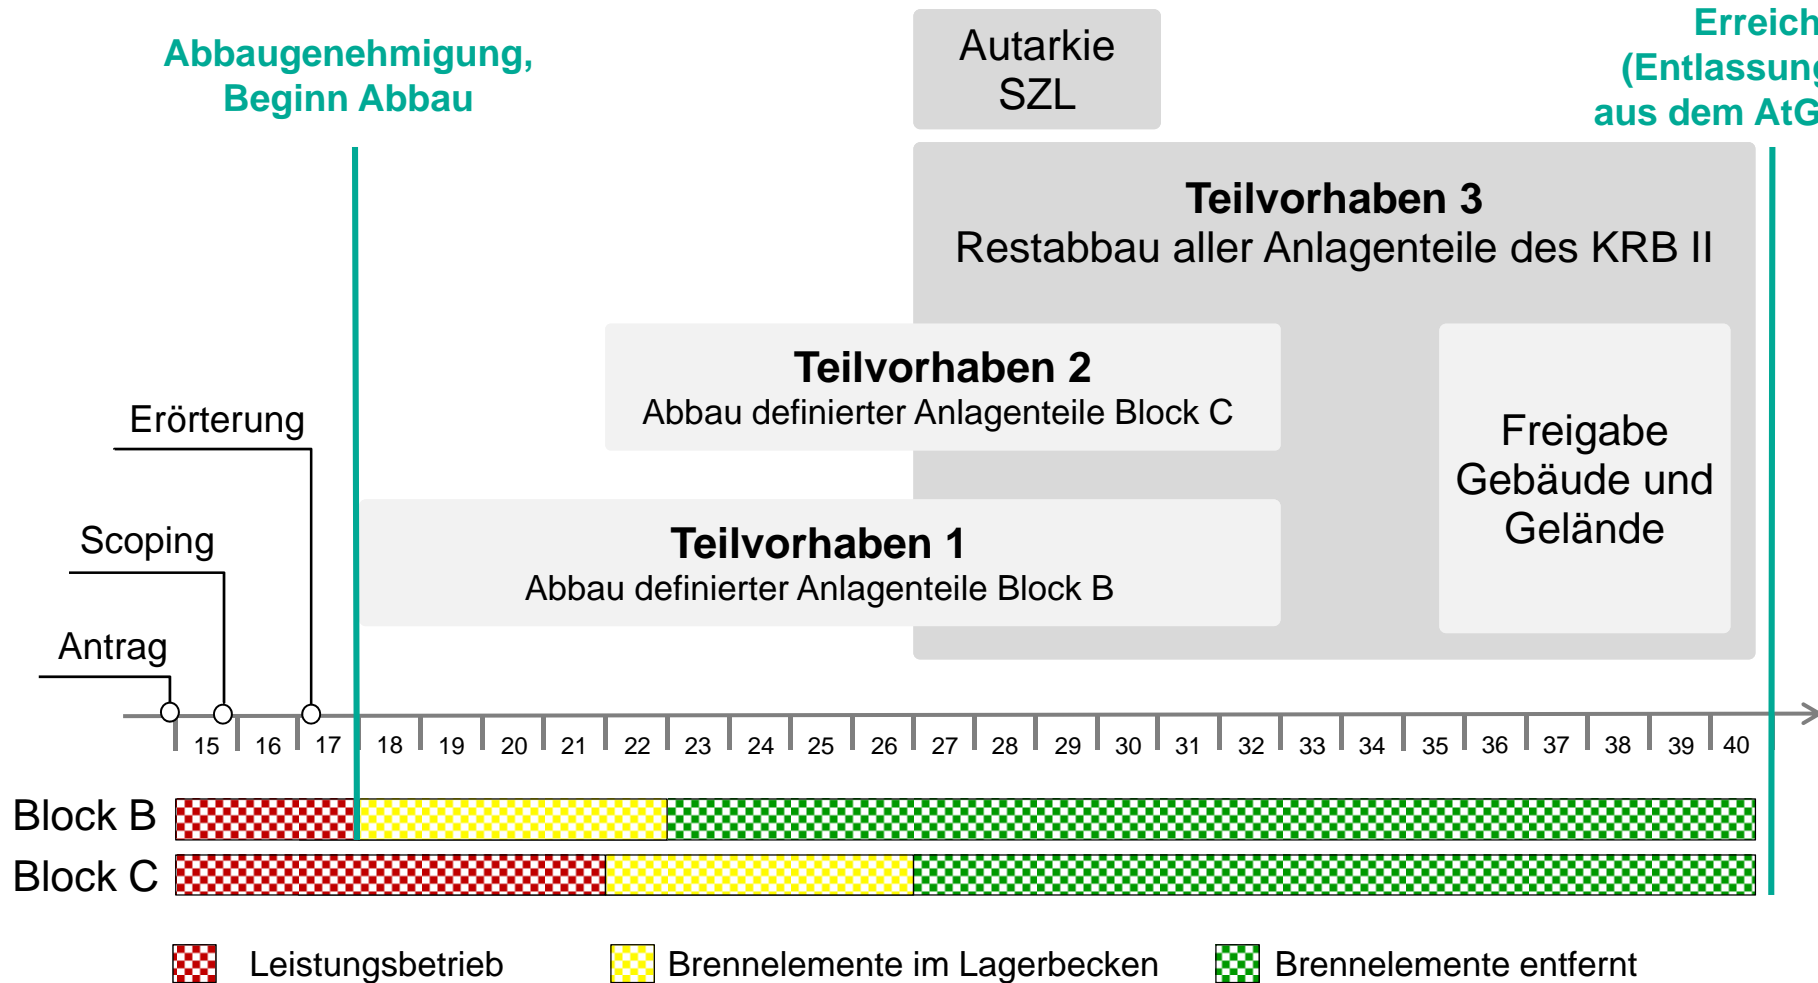 Abbaugenehmigung,
Beginn Abbau
Autarkie
SZL
Erreich
(Entlassung
aus dem AtG
Teilvorhaben 3
Restabbau aller Anlagenteile des KRB II
Teilvorhaben 2
Abbau definierter Anlagenteile Block C
Freigabe
Gebäude und
Gelände
Teilvorhaben 1
Abbau definierter Anlagenteile Block B
Erörterung
Scoping
Antrag
15 16 17 18 19 20 21 22 23 24 25 26 27 28 29 30 31 32 33 34 35 36 37 38 39 40
Block B
Block C
Leistungsbetrieb
Brennelemente im Lagerbecken
Brennelemente entfernt